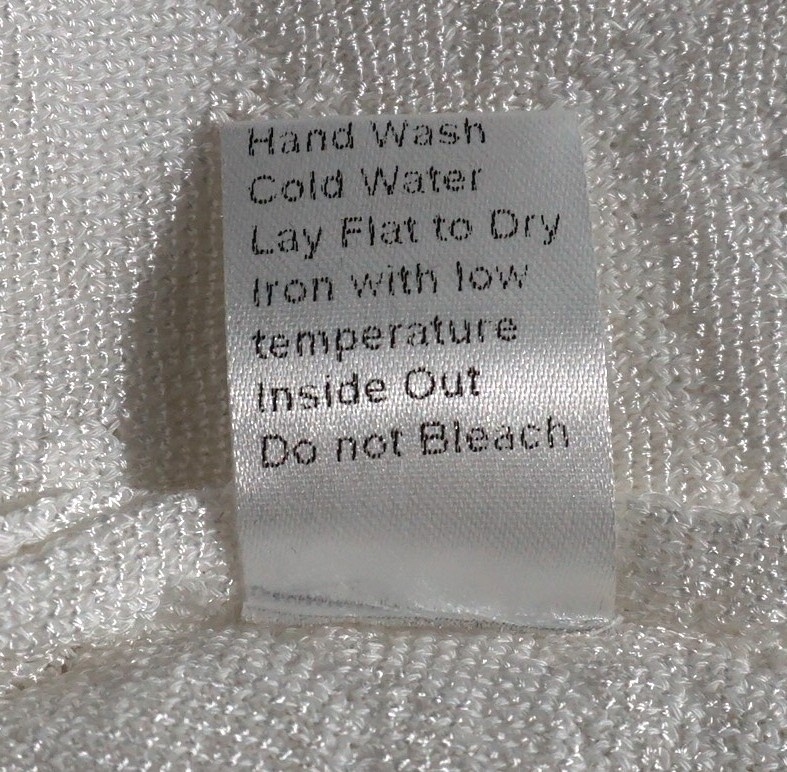 Hand Wash
Cold Water
Lay Flat to Dry
Iron with low
temperature
Inside Out
Do not Bleach